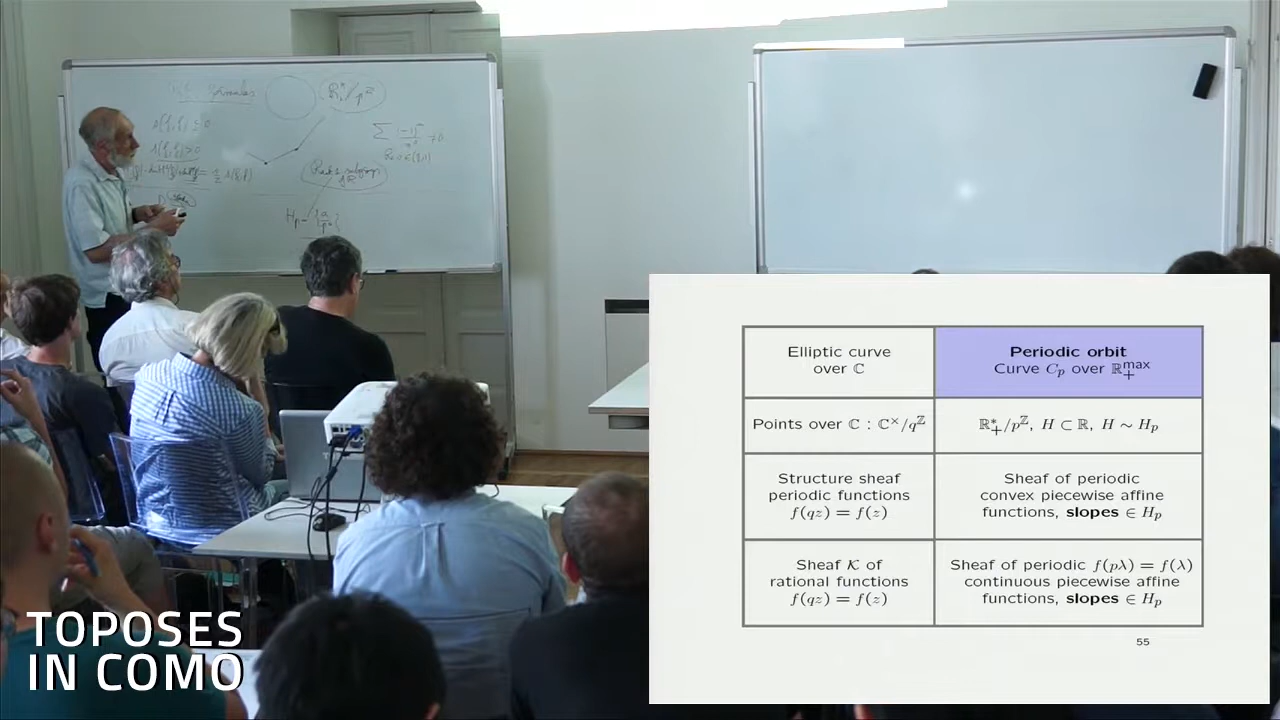 Elliptic curve
over ℂ
Periodic orbit
Curve C_p over ℝ_+^max
Points over ℂ : ℂ^×/q^ℤ
ℝ_+^*/p^ℤ, H ⊂ ℝ, H ∼ H_p
Structure sheaf
periodic functions
f(qz) = f(z)
Sheaf of periodic
convex piecewise affine
functions, slopes ∈ H_p
Sheaf 𝒦 of
rational functions
f(qz) = f(z)
Sheaf of periodic f(pλ) = f(λ)
continuous piecewise affine
functions, slopes ∈ H_p
55
TOPOSES
IN COMO